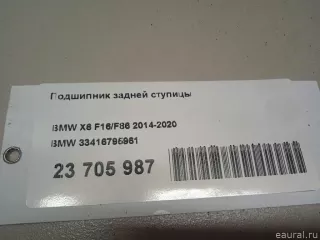 Подшипник задней ступицы
BMW X6 F16/F86 2014-2020
BMW 33416795961
23 705 987
eaural.ru